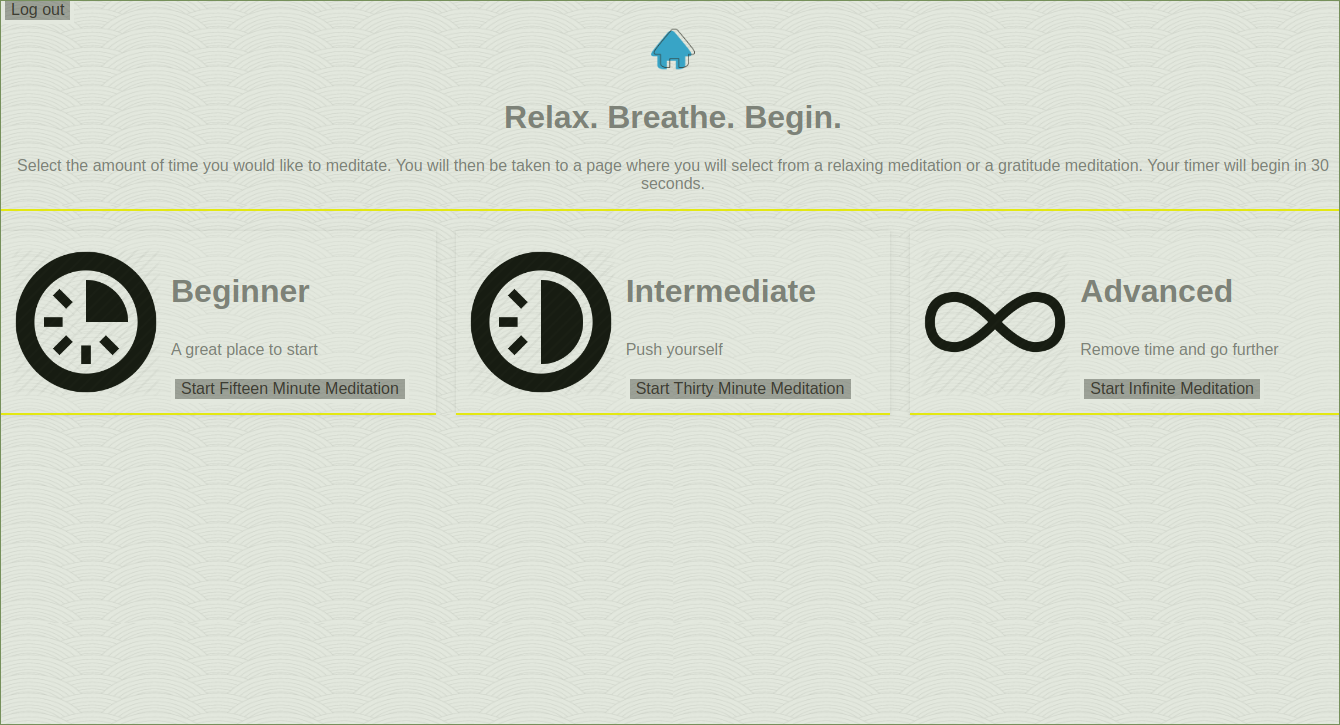 Log out
Relax. Breathe. Begin.
Select the amount of time you would like to meditate. You will then be taken to a page where you will select from a relaxing meditation or a gratitude meditation. Your timer will begin in 30
seconds.
Beginner
A great place to start
Start Fifteen Minute Meditation
Intermediate
Push yourself
Start Thirty Minute Meditation
Advanced
Remove time and go further
Start Infinite Meditation